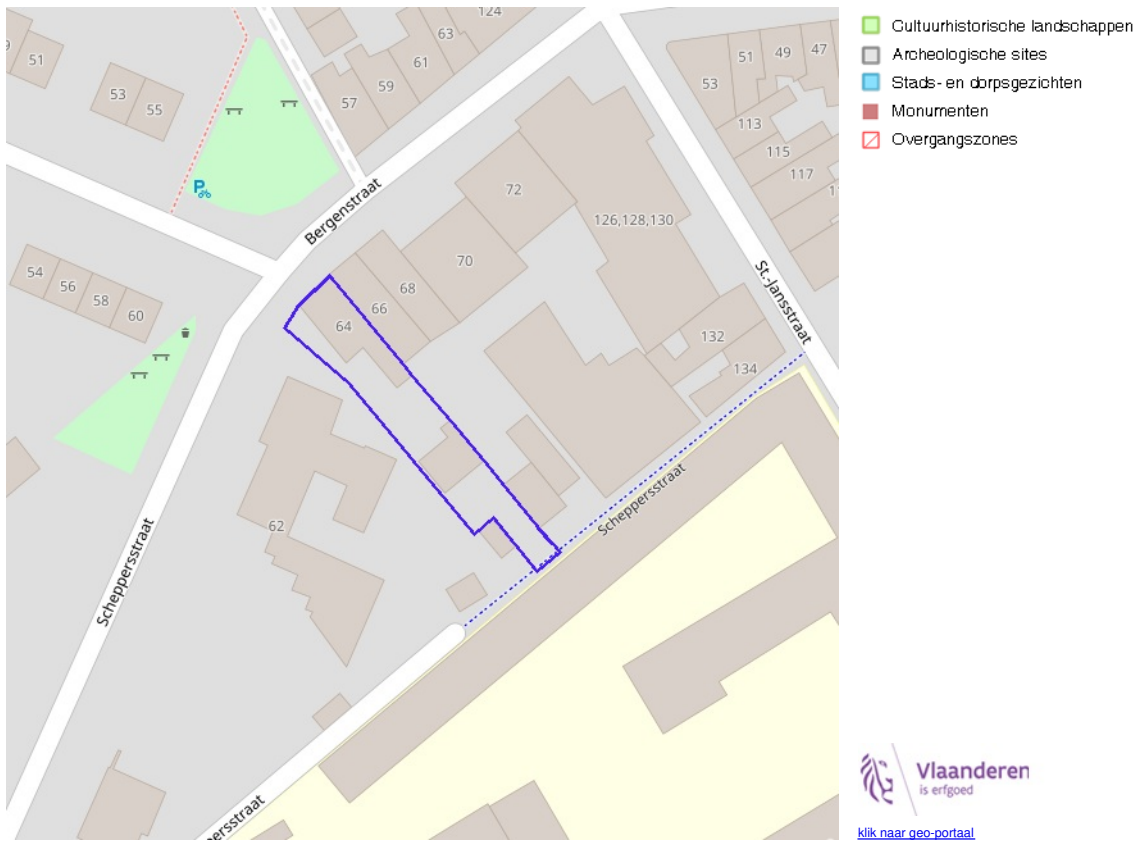 Cultuurhistorische landschappen
Archeologische sites
Stads- en dorpsgezichten
Monumenten
Overgangszones
124
63
61
59
57
51
53
55
51
49
47
53
113
115
117
P
Bergenstraat
72
126,128,130
70
68
66
64
54
56
58
60
St.-Jansstraat
132
134
62
Scheppersstraat
Scheppersstraat
ersstraat
Vlaanderen
is erfgoed
klik naar geo-portaal